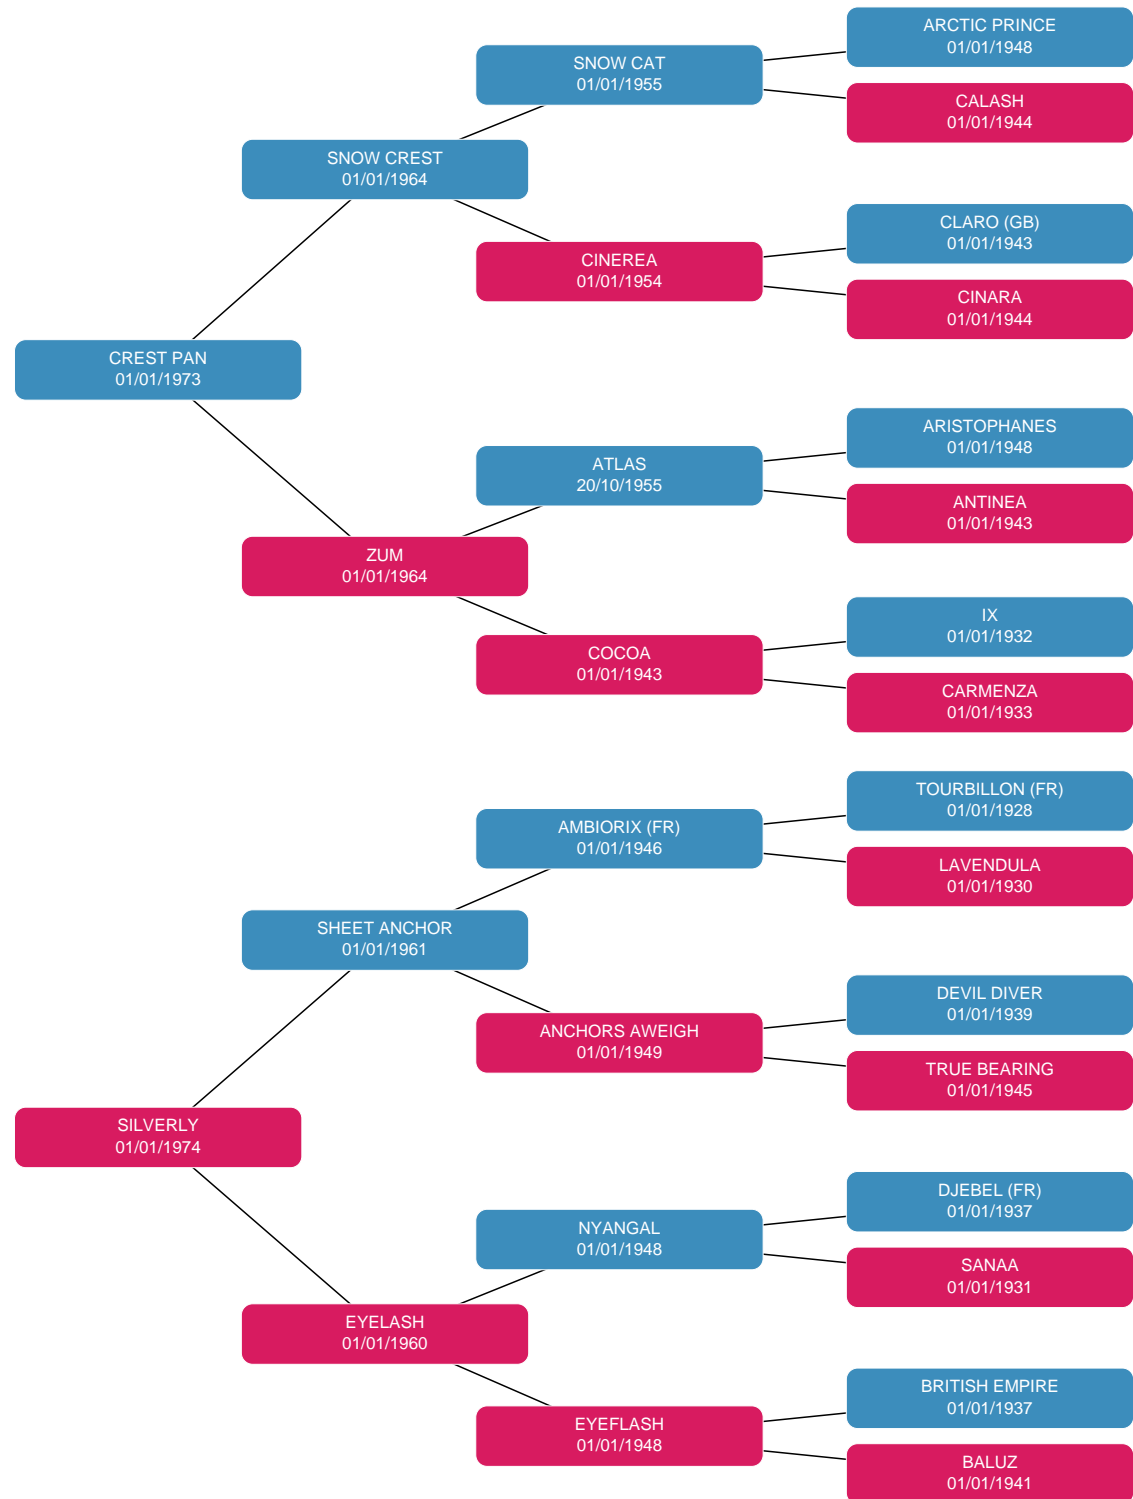 ARCTIC PRINCE
01/01/1948
SNOW CAT
01/01/1955
CALASH
01/01/1944
SNOW CREST
01/01/1964
CLARO (GB)
01/01/1943
CINEREA
01/01/1954
CINARA
01/01/1944
CREST PAN
01/01/1973
ARISTOPHANES
01/01/1948
ATLAS
20/10/1955
ANTINEA
01/01/1943
ZUM
01/01/1964
IX
01/01/1932
COCOA
01/01/1943
CARMENZA
01/01/1933
TOURBILLON (FR)
01/01/1928
AMBIORIX (FR)
01/01/1946
LAVENDULA
01/01/1930
SHEET ANCHOR
01/01/1961
DEVIL DIVER
01/01/1939
ANCHORS AWEIGH
01/01/1949
TRUE BEARING
01/01/1945
SILVERLY
01/01/1974
DJEBEL (FR)
01/01/1937
NYANGAL
01/01/1948
SANAA
01/01/1931
EYELASH
01/01/1960
BRITISH EMPIRE
01/01/1937
EYEFLASH
01/01/1948
BALUZ
01/01/1941